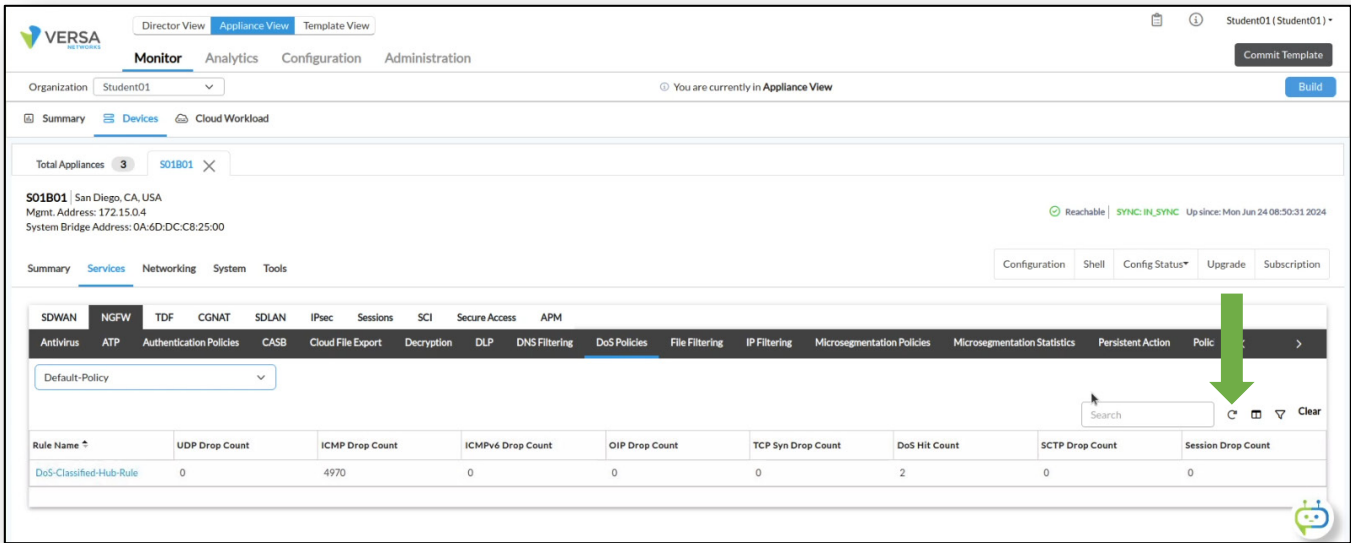 VERSA
NETWORKS
Director View Appliance View Template View
Student01 ( Student01 )
Monitor Analytics Configuration Administration
Commit Template
Organization Student01
You are currently in Appliance View
Build
Summary Devices Cloud Workload
Total Appliances 3 S01B01
S01B01 | San Diego, CA, USA
Mgmt. Address: 172.15.0.4
System Bridge Address: 0A:6D:DC:C8:25:00
Reachable | SYNC: IN_SYNC Up since: Mon Jun 24 08:50:31 2024
Summary Services Networking System Tools
Configuration Shell Config Status Upgrade Subscription
SDWAN NGFW TDF CGNAT SDLAN IPsec Sessions SCI Secure Access APM
Antivirus ATP Authentication Policies CASB Cloud File Export Decryption DLP DNS Filtering DoS Policies File Filtering IP Filtering Microsegmentation Policies Microsegmentation Statistics Persistent Action Polic
Default-Policy
Search
Clear
Rule Name UDP Drop Count ICMP Drop Count ICMPv6 Drop Count OIP Drop Count TCP Syn Drop Count DoS Hit Count SCTP Drop Count Session Drop Count
DoS-Classified-Hub-Rule 0 4970 0 0 0 2 0 0